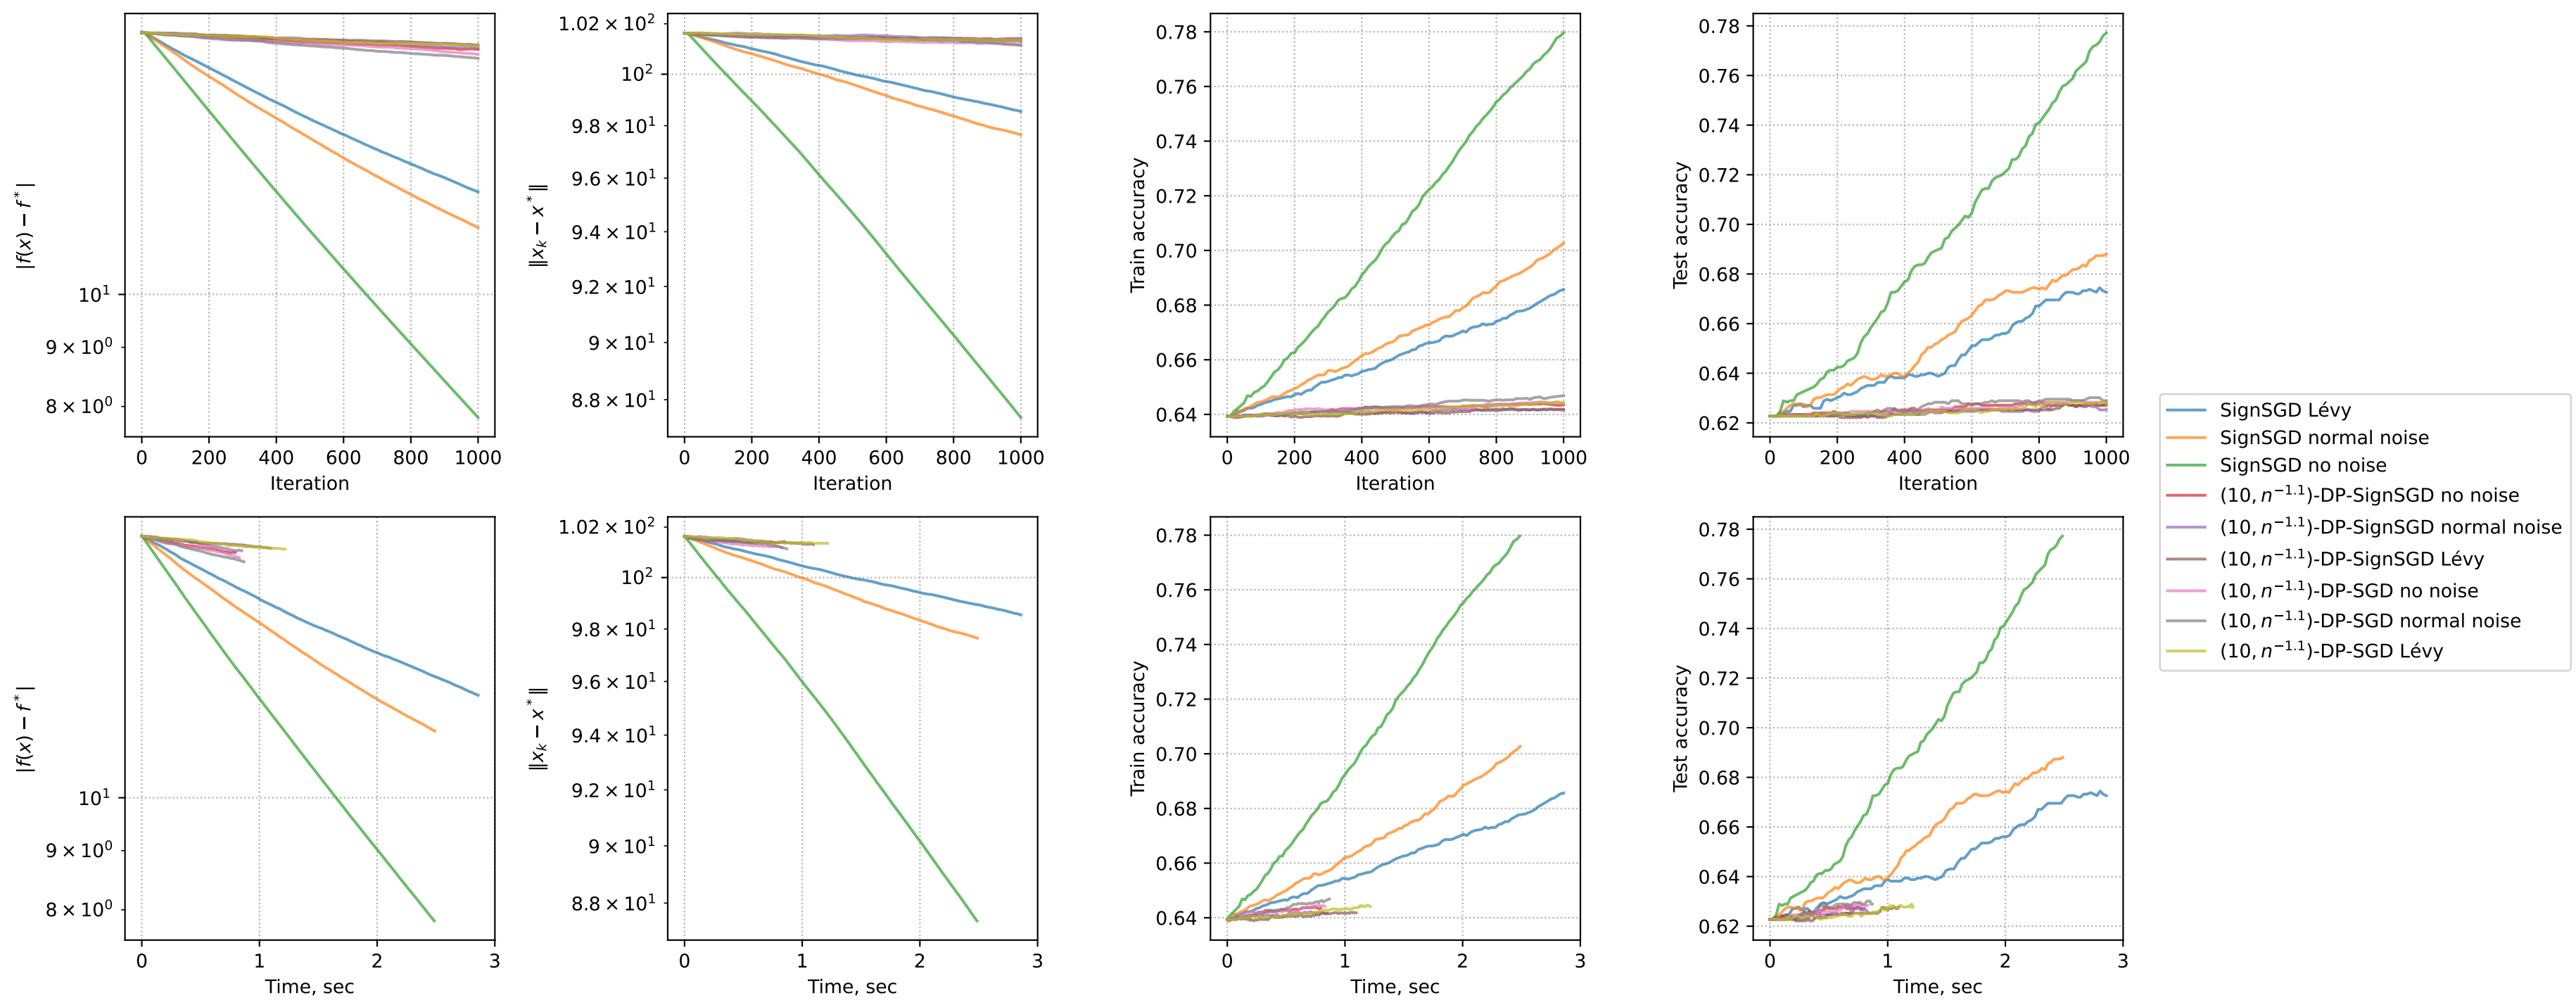 |f(x) − f*|
10¹
9 × 10⁰
8 × 10⁰
0 200 400 600 800 1000
Iteration
‖xₖ − x*‖
1.02 × 10²
10²
9.8 × 10¹
9.6 × 10¹
9.4 × 10¹
9.2 × 10¹
9 × 10¹
8.8 × 10¹
0 200 400 600 800 1000
Iteration
Train accuracy
0.78
0.76
0.74
0.72
0.70
0.68
0.66
0.64
0 200 400 600 800 1000
Iteration
Test accuracy
0.78
0.76
0.74
0.72
0.70
0.68
0.66
0.64
0.62
0 200 400 600 800 1000
Iteration
SignSGD Lévy
SignSGD normal noise
SignSGD no noise
(10, n⁻¹·¹)-DP-SignSGD no noise
(10, n⁻¹·¹)-DP-SignSGD normal noise
(10, n⁻¹·¹)-DP-SignSGD Lévy
(10, n⁻¹·¹)-DP-SGD no noise
(10, n⁻¹·¹)-DP-SGD normal noise
(10, n⁻¹·¹)-DP-SGD Lévy
|f(x) − f*|
10¹
9 × 10⁰
8 × 10⁰
0 1 2 3
Time, sec
‖xₖ − x*‖
1.02 × 10²
10²
9.8 × 10¹
9.6 × 10¹
9.4 × 10¹
9.2 × 10¹
9 × 10¹
8.8 × 10¹
0 1 2 3
Time, sec
Train accuracy
0.78
0.76
0.74
0.72
0.70
0.68
0.66
0.64
0 1 2 3
Time, sec
Test accuracy
0.78
0.76
0.74
0.72
0.70
0.68
0.66
0.64
0.62
0 1 2 3
Time, sec